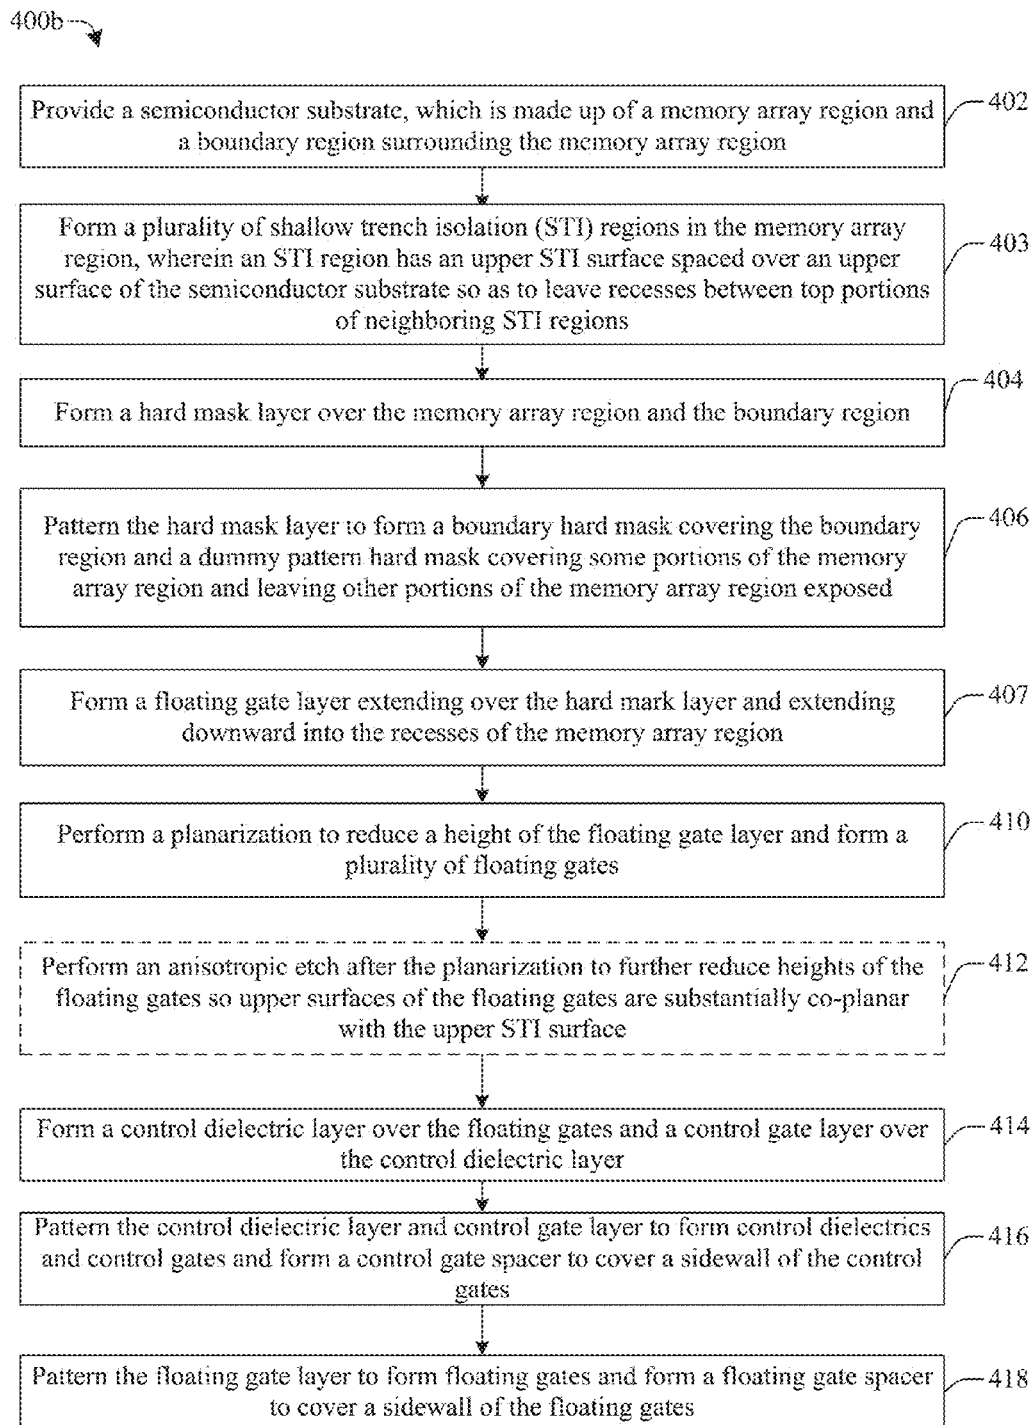 400b
Provide a semiconductor substrate, which is made up of a memory array region and
a boundary region surrounding the memory array region
402
Form a plurality of shallow trench isolation (STI) regions in the memory array
region, wherein an STI region has an upper STI surface spaced over an upper
surface of the semiconductor substrate so as to leave recesses between top portions
of neighboring STI regions
403
Form a hard mask layer over the memory array region and the boundary region
404
Pattern the hard mask layer to form a boundary hard mask covering the boundary
region and a dummy pattern hard mask covering some portions of the memory
array region and leaving other portions of the memory array region exposed
406
Form a floating gate layer extending over the hard mark layer and extending
downward into the recesses of the memory array region
407
Perform a planarization to reduce a height of the floating gate layer and form a
plurality of floating gates
410
Perform an anisotropic etch after the planarization to further reduce heights of the
floating gates so upper surfaces of the floating gates are substantially co-planar
with the upper STI surface
412
Form a control dielectric layer over the floating gates and a control gate layer over
the control dielectric layer
414
Pattern the control dielectric layer and control gate layer to form control dielectrics
and control gates and form a control gate spacer to cover a sidewall of the control
gates
416
Pattern the floating gate layer to form floating gates and form a floating gate spacer
to cover a sidewall of the floating gates
418